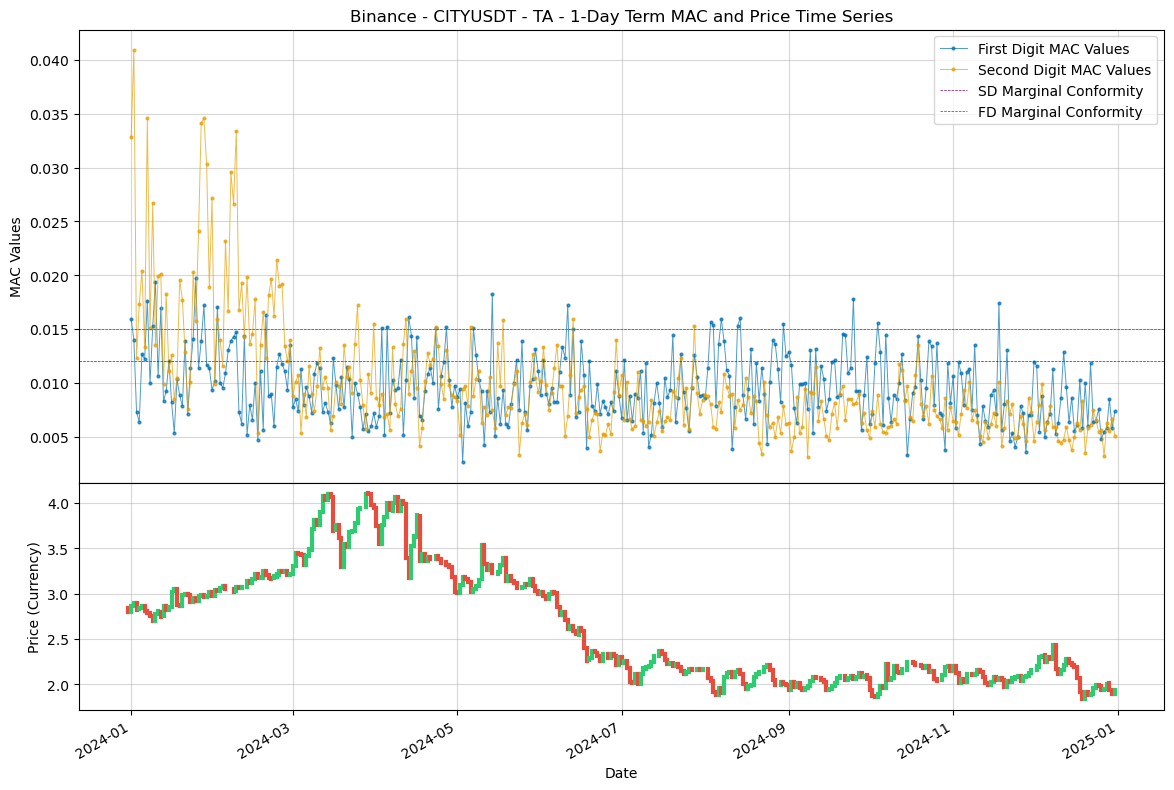 Binance - CITYUSDT - TA - 1-Day Term MAC and Price Time Series
First Digit MAC Values
Second Digit MAC Values
SD Marginal Conformity
FD Marginal Conformity
MAC Values
0.040
0.035
0.030
0.025
0.020
0.015
0.010
0.005
Price (Currency)
4.0
3.5
3.0
2.5
2.0
2024-01
2024-03
2024-05
2024-07
2024-09
2024-11
2025-01
Date